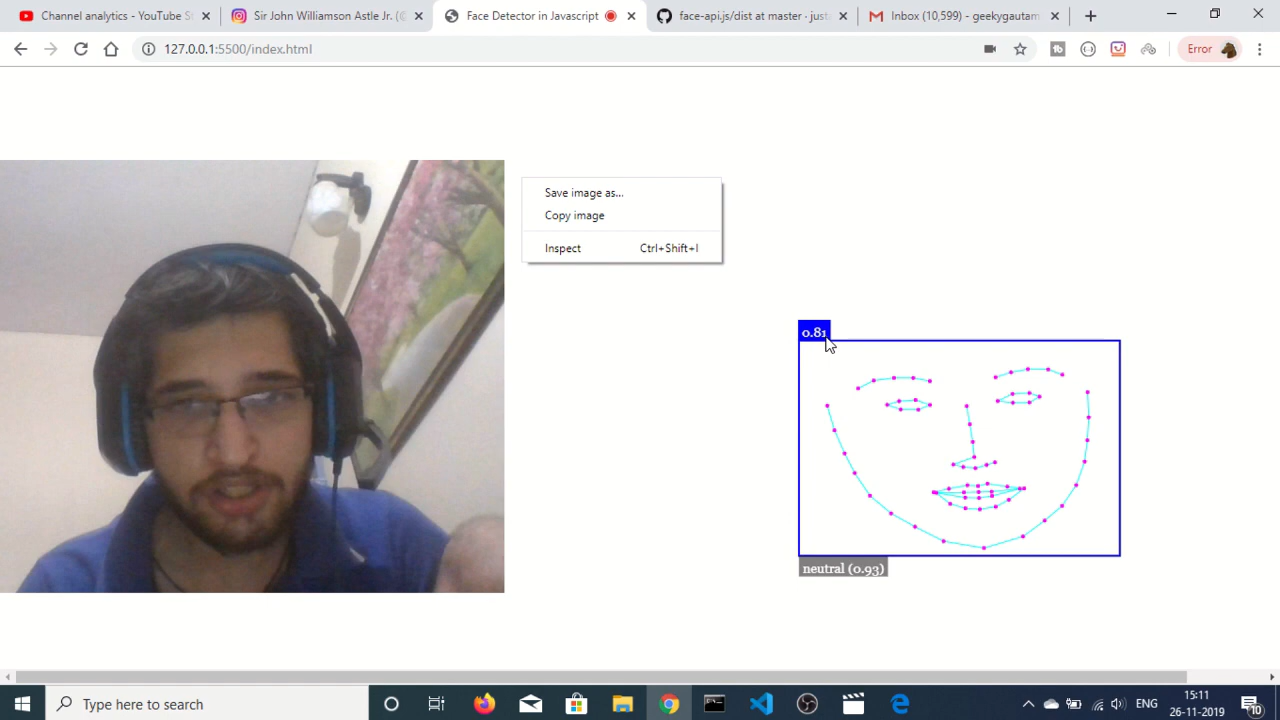 Channel analytics - YouTube St
Sir John Williamson Astle Jr. (@
Face Detector in Javascript
face-api.js/dist at master · just
Inbox (10,599) - geekygautam
127.0.0.1:5500/index.html
Error
Save image as...
Copy image
Inspect Ctrl+Shift+I
0.81
neutral (0.93)
Type here to search
ENG
15:11
26-11-2019
10